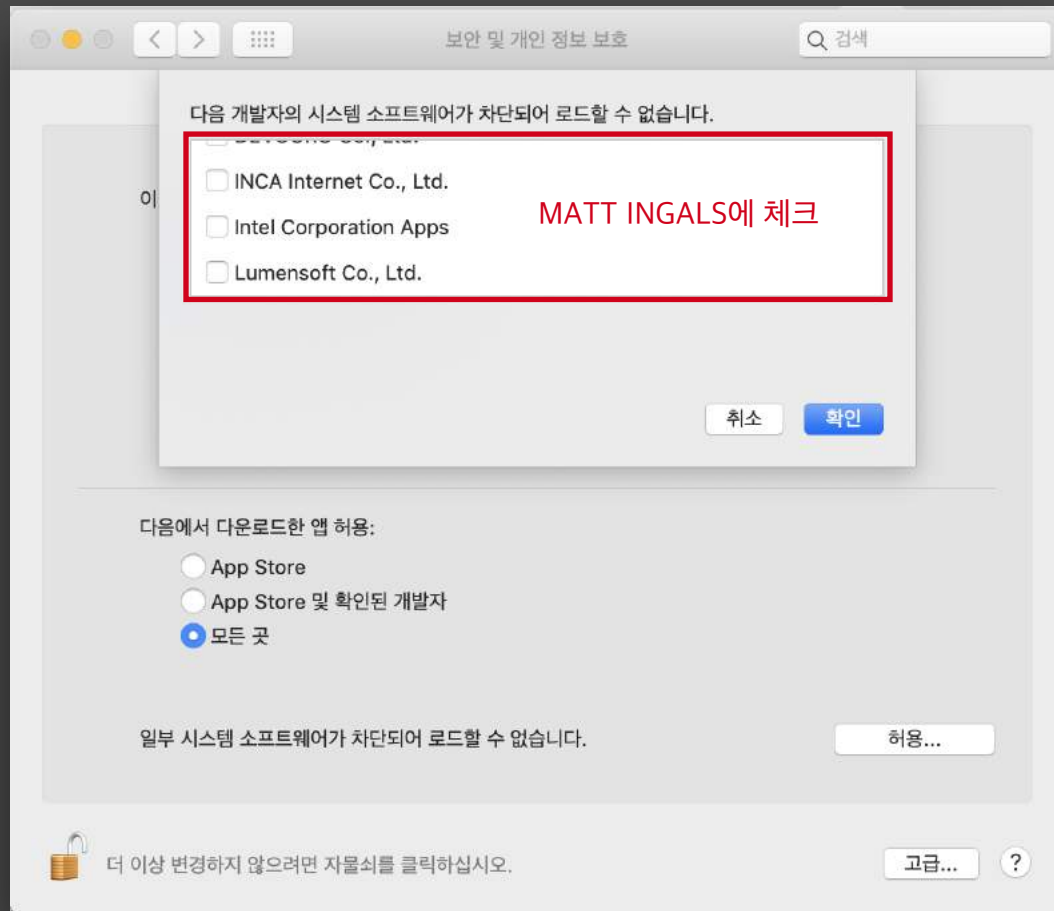 보안 및 개인 정보 보호
검색
다음 개발자의 시스템 소프트웨어가 차단되어 로드할 수 없습니다.
INCA Internet Co., Ltd.
MATT INGALS에 체크
Intel Corporation Apps
Lumensoft Co., Ltd.
이
취소
확인
다음에서 다운로드한 앱 허용:
App Store
App Store 및 확인된 개발자
모든 곳
일부 시스템 소프트웨어가 차단되어 로드할 수 없습니다.
허용...
더 이상 변경하지 않으려면 자물쇠를 클릭하십시오.
고급...
?